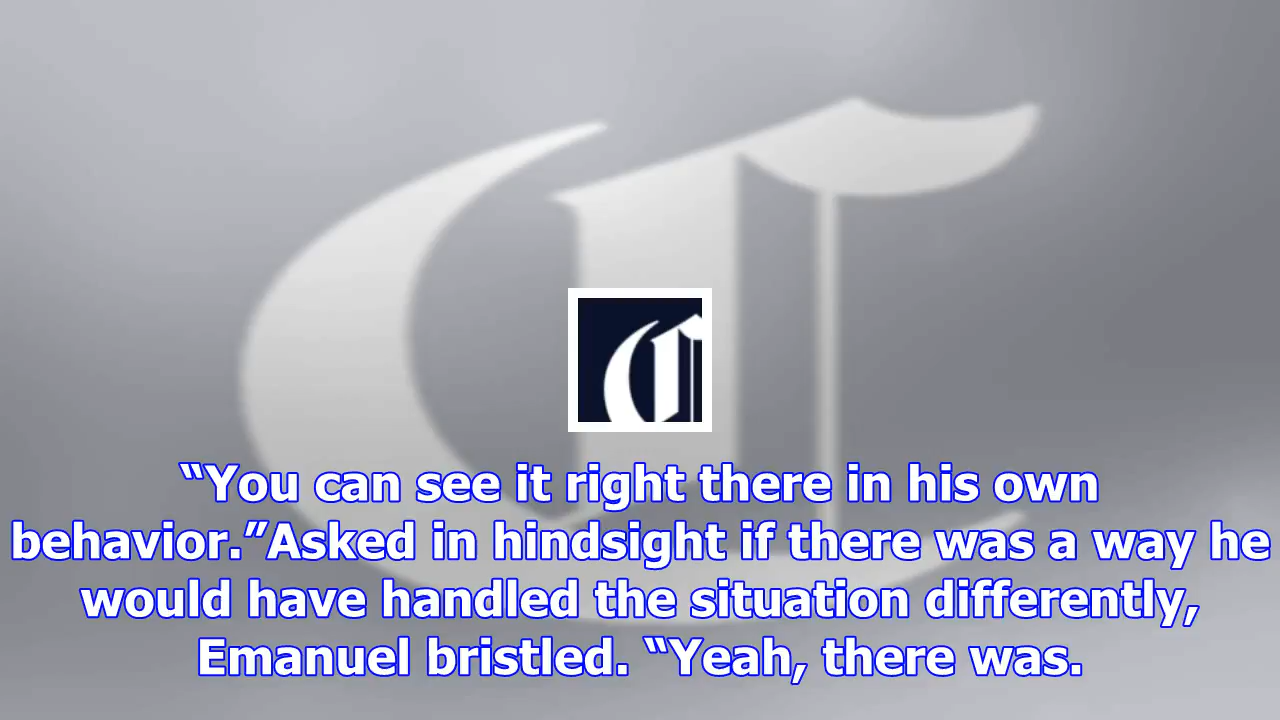 “You can see it right there in his own
behavior.”Asked in hindsight if there was a way he
would have handled the situation differently,
Emanuel bristled. “Yeah, there was.